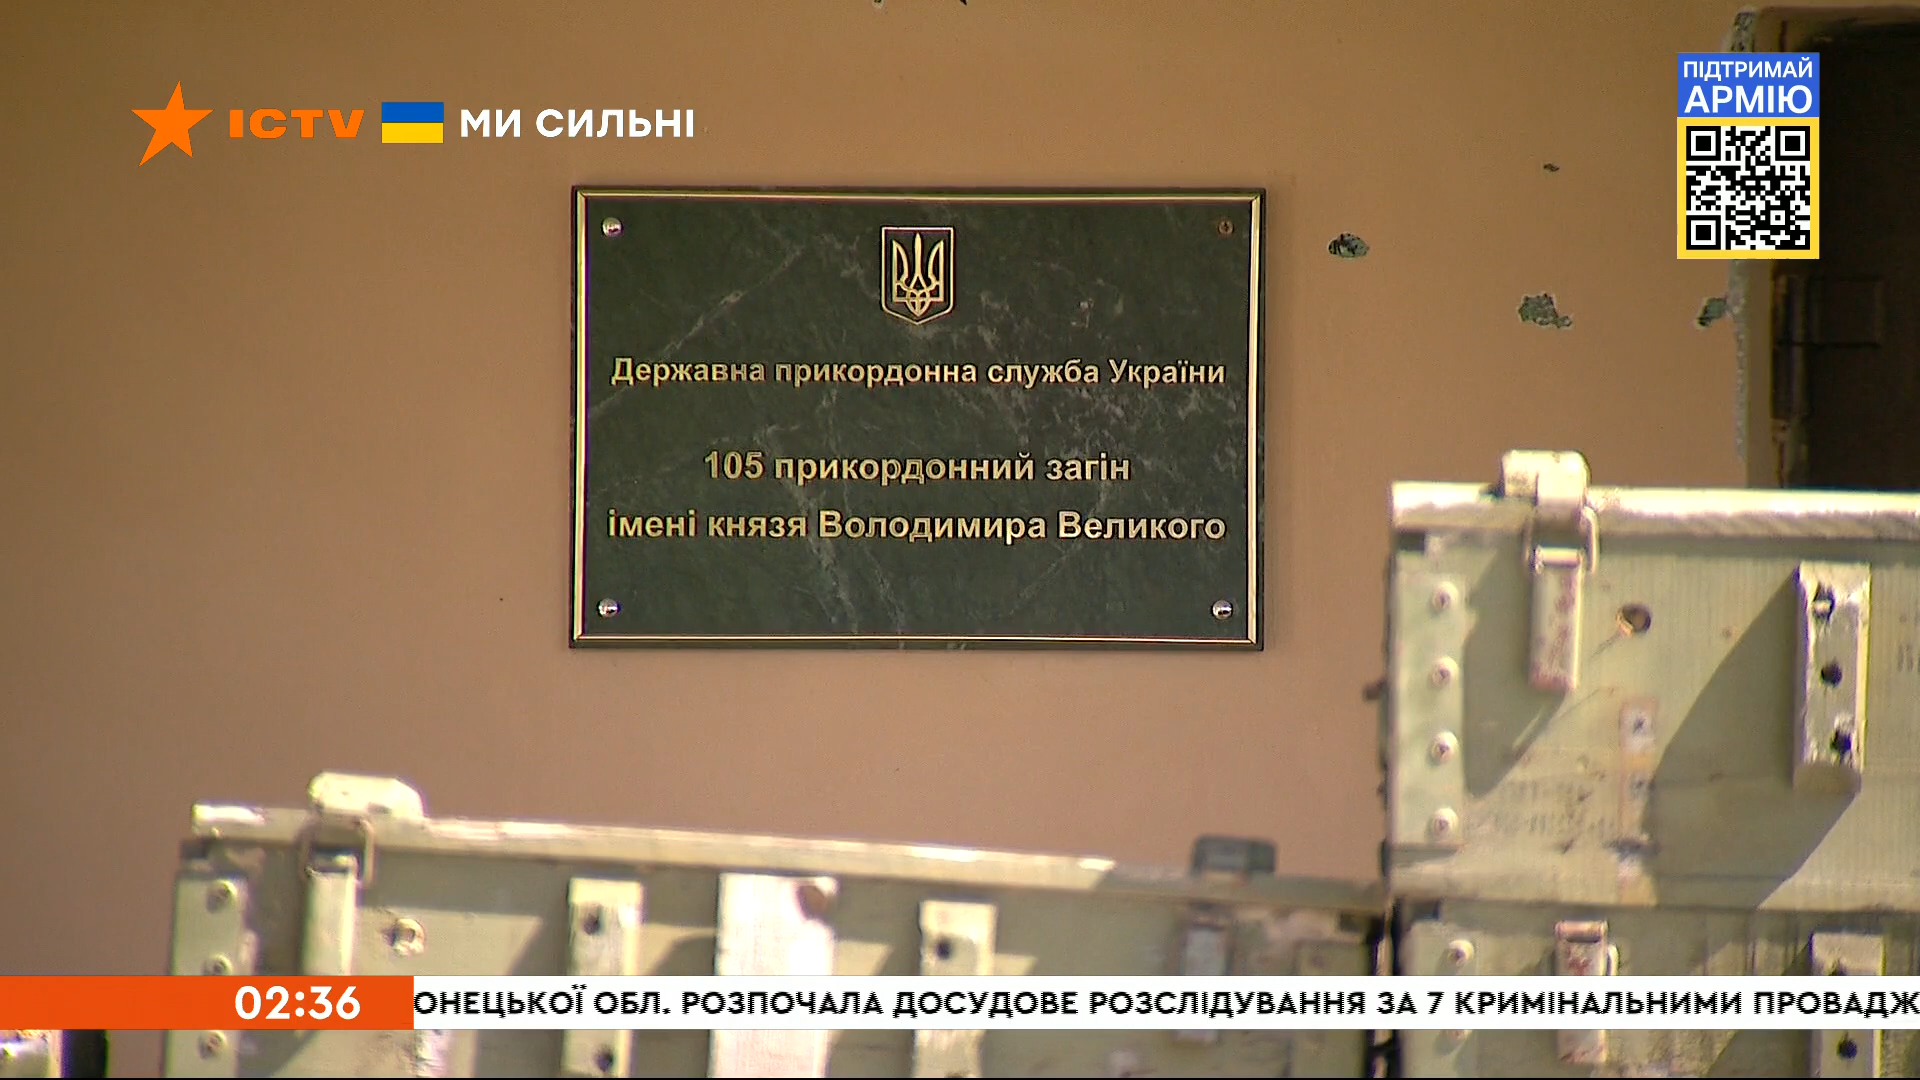 ICTV МИ СИЛЬНІ
ПІДТРИМАЙ
АРМІЮ
Державна прикордонна служба України
105 прикордонний загін
імені князя Володимира Великого
02:36 ОНЕЦЬКОЇ ОБЛ. РОЗПОЧАЛА ДОСУДОВЕ РОЗСЛІДУВАННЯ ЗА 7 КРИМІНАЛЬНИМИ ПРОВАДЖ